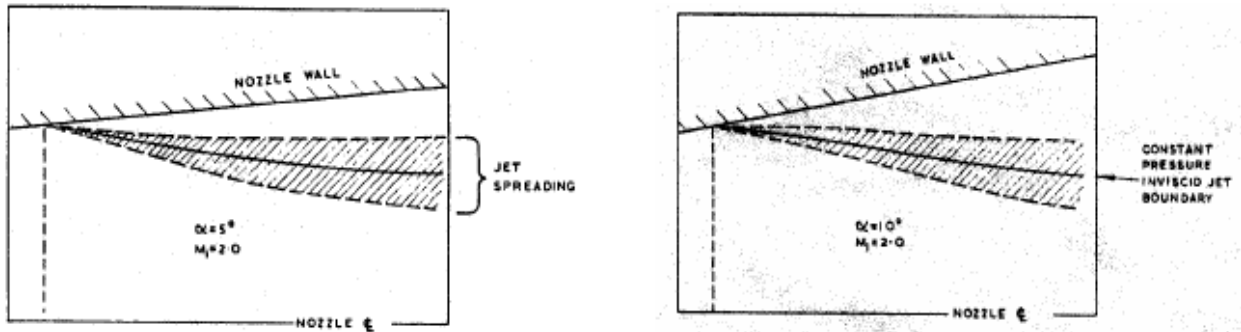 NOZZLE WALL
JET
SPREADING
α=5°
M₁=2·0
NOZZLE ℄
NOZZLE WALL
CONSTANT
PRESSURE
INVISCID JET
BOUNDARY
α=10°
M₁=2·0
NOZZLE ℄